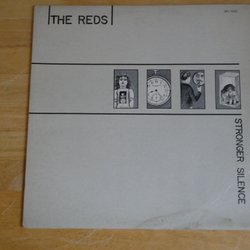 THE REDS
STRONGER SILENCE